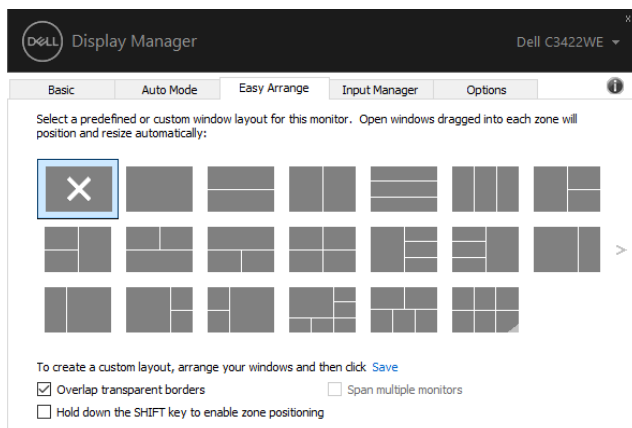 DELL Display Manager Dell C3422WE
Basic Auto Mode Easy Arrange Input Manager Options
Select a predefined or custom window layout for this monitor. Open windows dragged into each zone will
position and resize automatically:
To create a custom layout, arrange your windows and then click Save
Overlap transparent borders Span multiple monitors
Hold down the SHIFT key to enable zone positioning